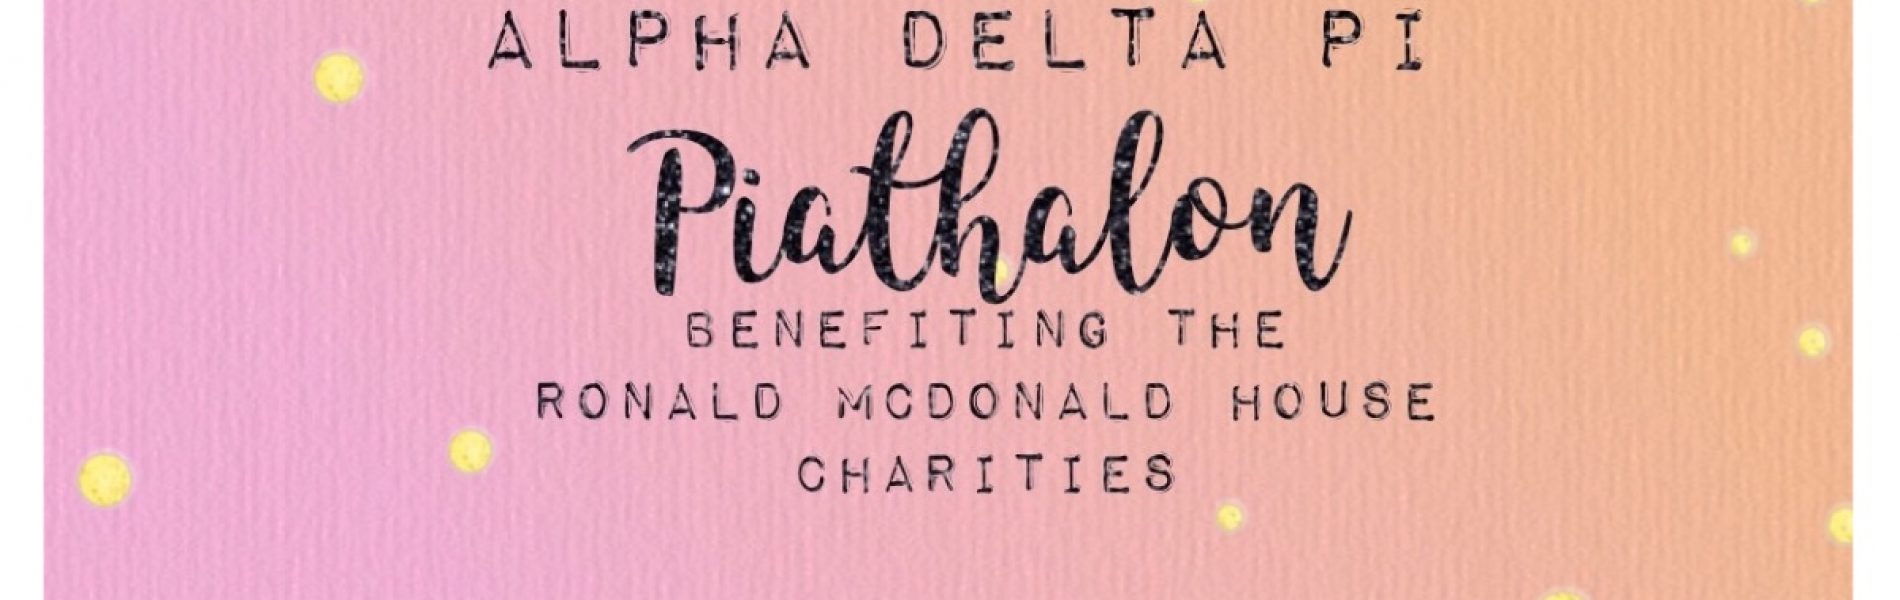 ALPHA DELTA PI
Piathalon
BENEFITING THE
RONALD MCDONALD HOUSE
CHARITIES